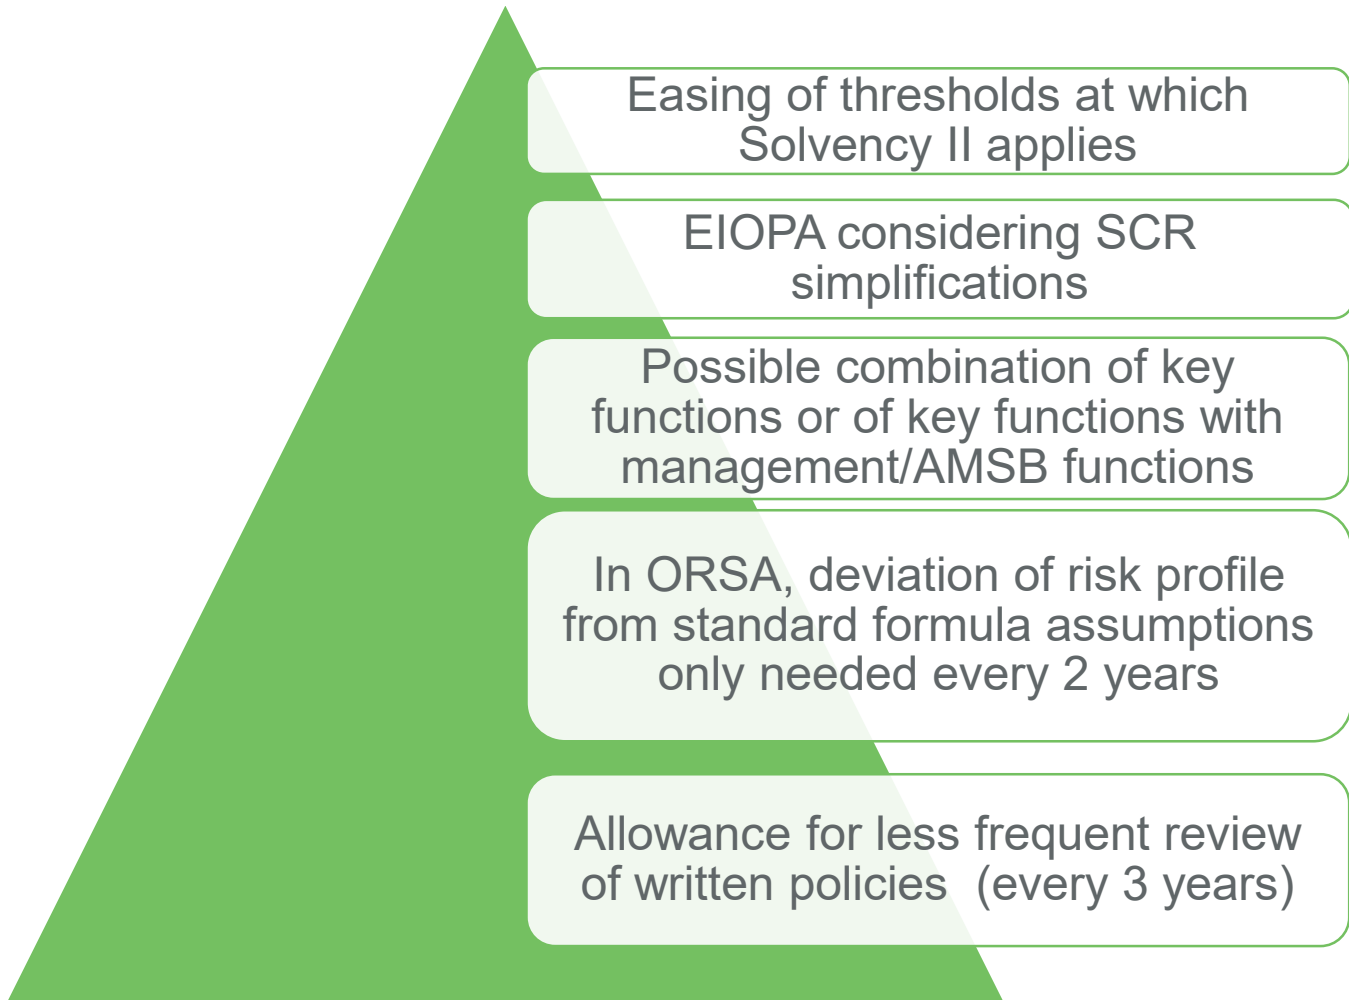 Easing of thresholds at which
Solvency II applies
EIOPA considering SCR
simplifications
Possible combination of key
functions or of key functions with
management/AMSB functions
In ORSA, deviation of risk profile
from standard formula assumptions
only needed every 2 years
Allowance for less frequent review
of written policies  (every 3 years)